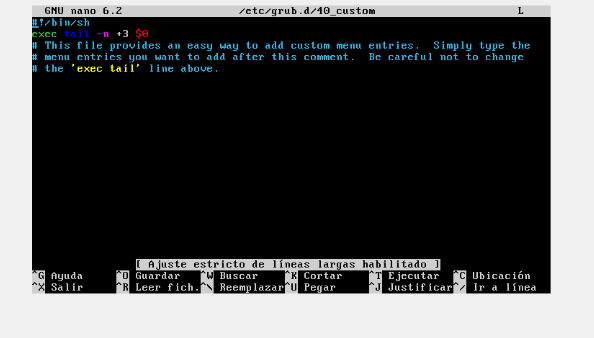 GNU nano 6.2 /etc/grub.d/40_custom L
#!/bin/sh
exec tail -n +3 $0
# This file provides an easy way to add custom menu entries.  Simply type the
# menu entries you want to add after this comment.  Be careful not to change
# the 'exec tail' line above.
[ Ajuste estricto de líneas largas habilitado ]
^G Ayuda ^O Guardar ^W Buscar ^K Cortar ^T Ejecutar ^C Ubicación
^X Salir ^R Leer fich. ^\ Reemplazar ^U Pegar ^J Justificar ^/ Ir a línea